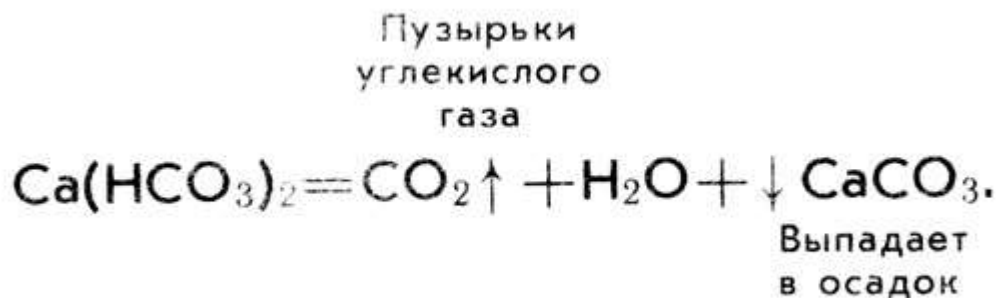 Пузырьки
углекислого
газа
Ca(HCO₃)₂=CO₂↑ +H₂O+↓ CaCO₃.
Выпадает
в осадок